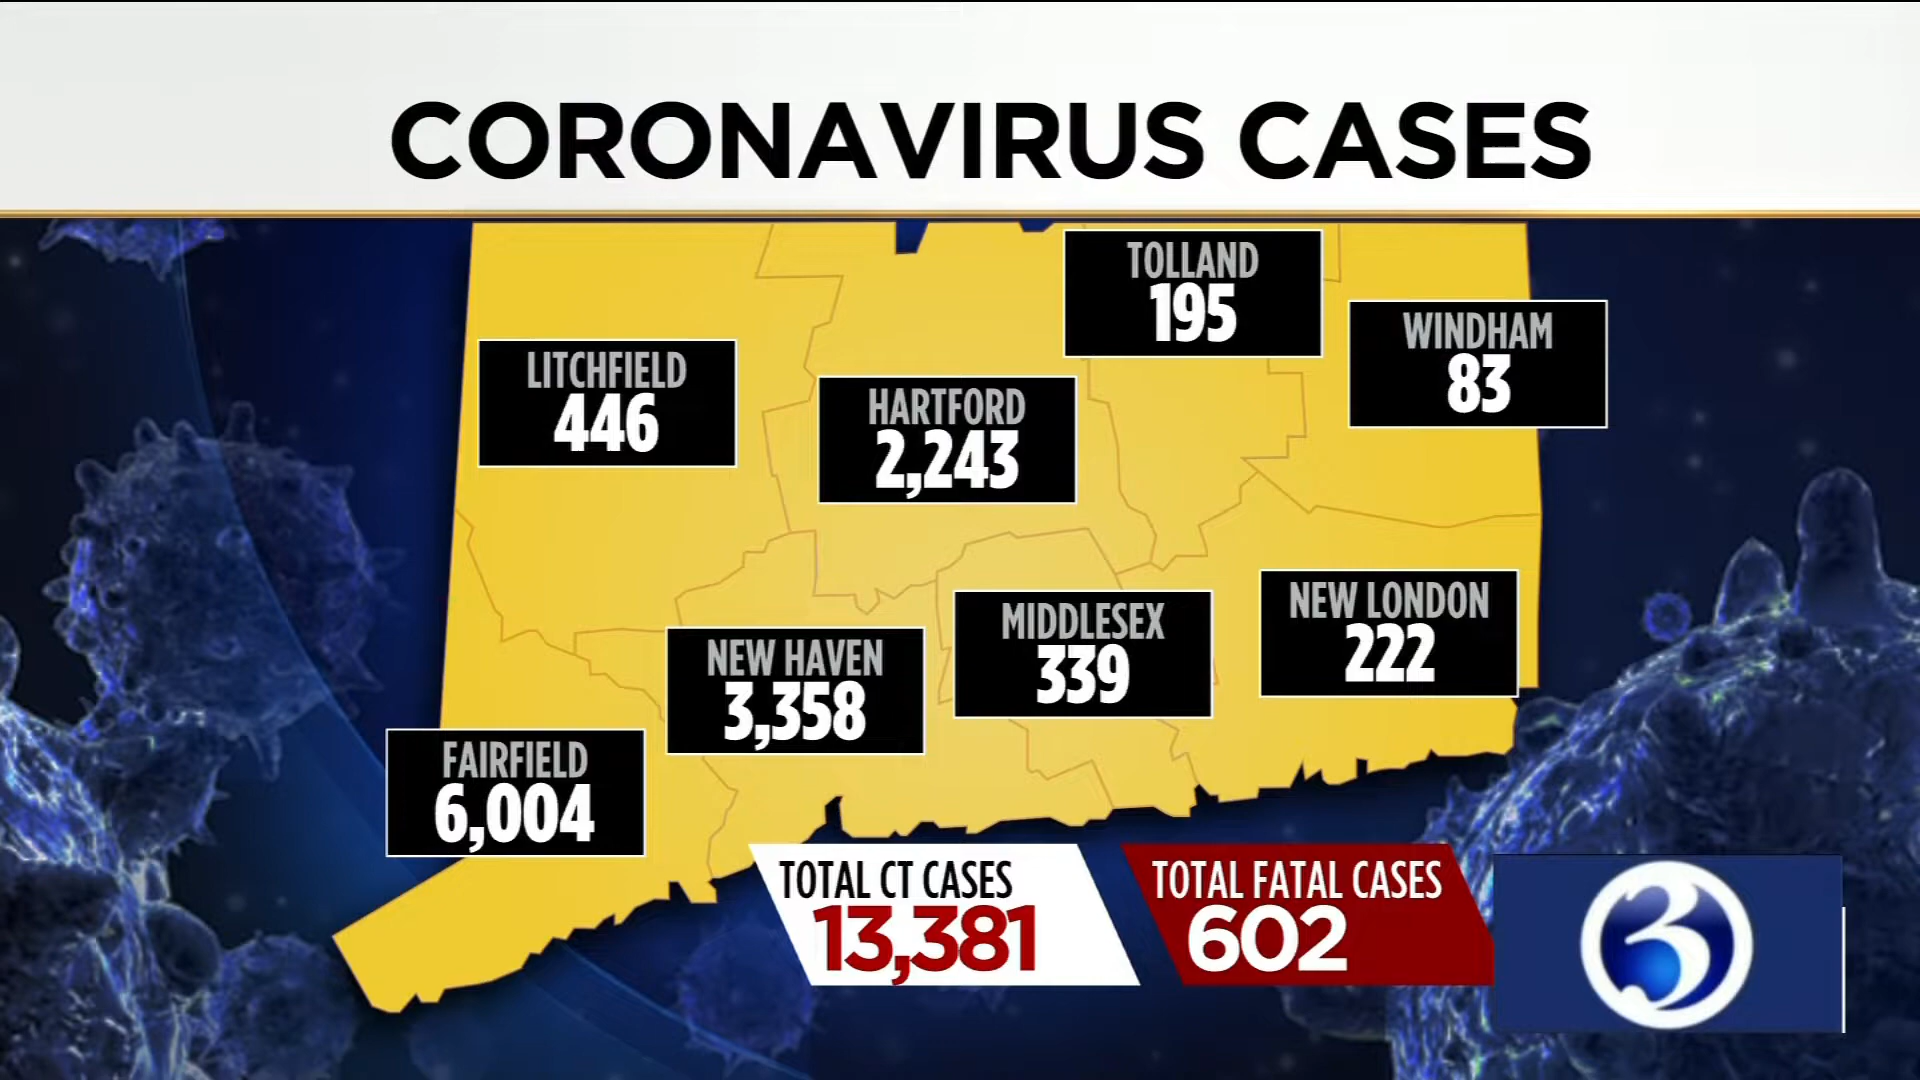 CORONAVIRUS CASES
TOLLAND
195
WINDHAM
83
LITCHFIELD
446
HARTFORD
2,243
NEW LONDON
222
MIDDLESEX
339
NEW HAVEN
3,358
FAIRFIELD
6,004
TOTAL CT CASES
13,381
TOTAL FATAL CASES
602
3